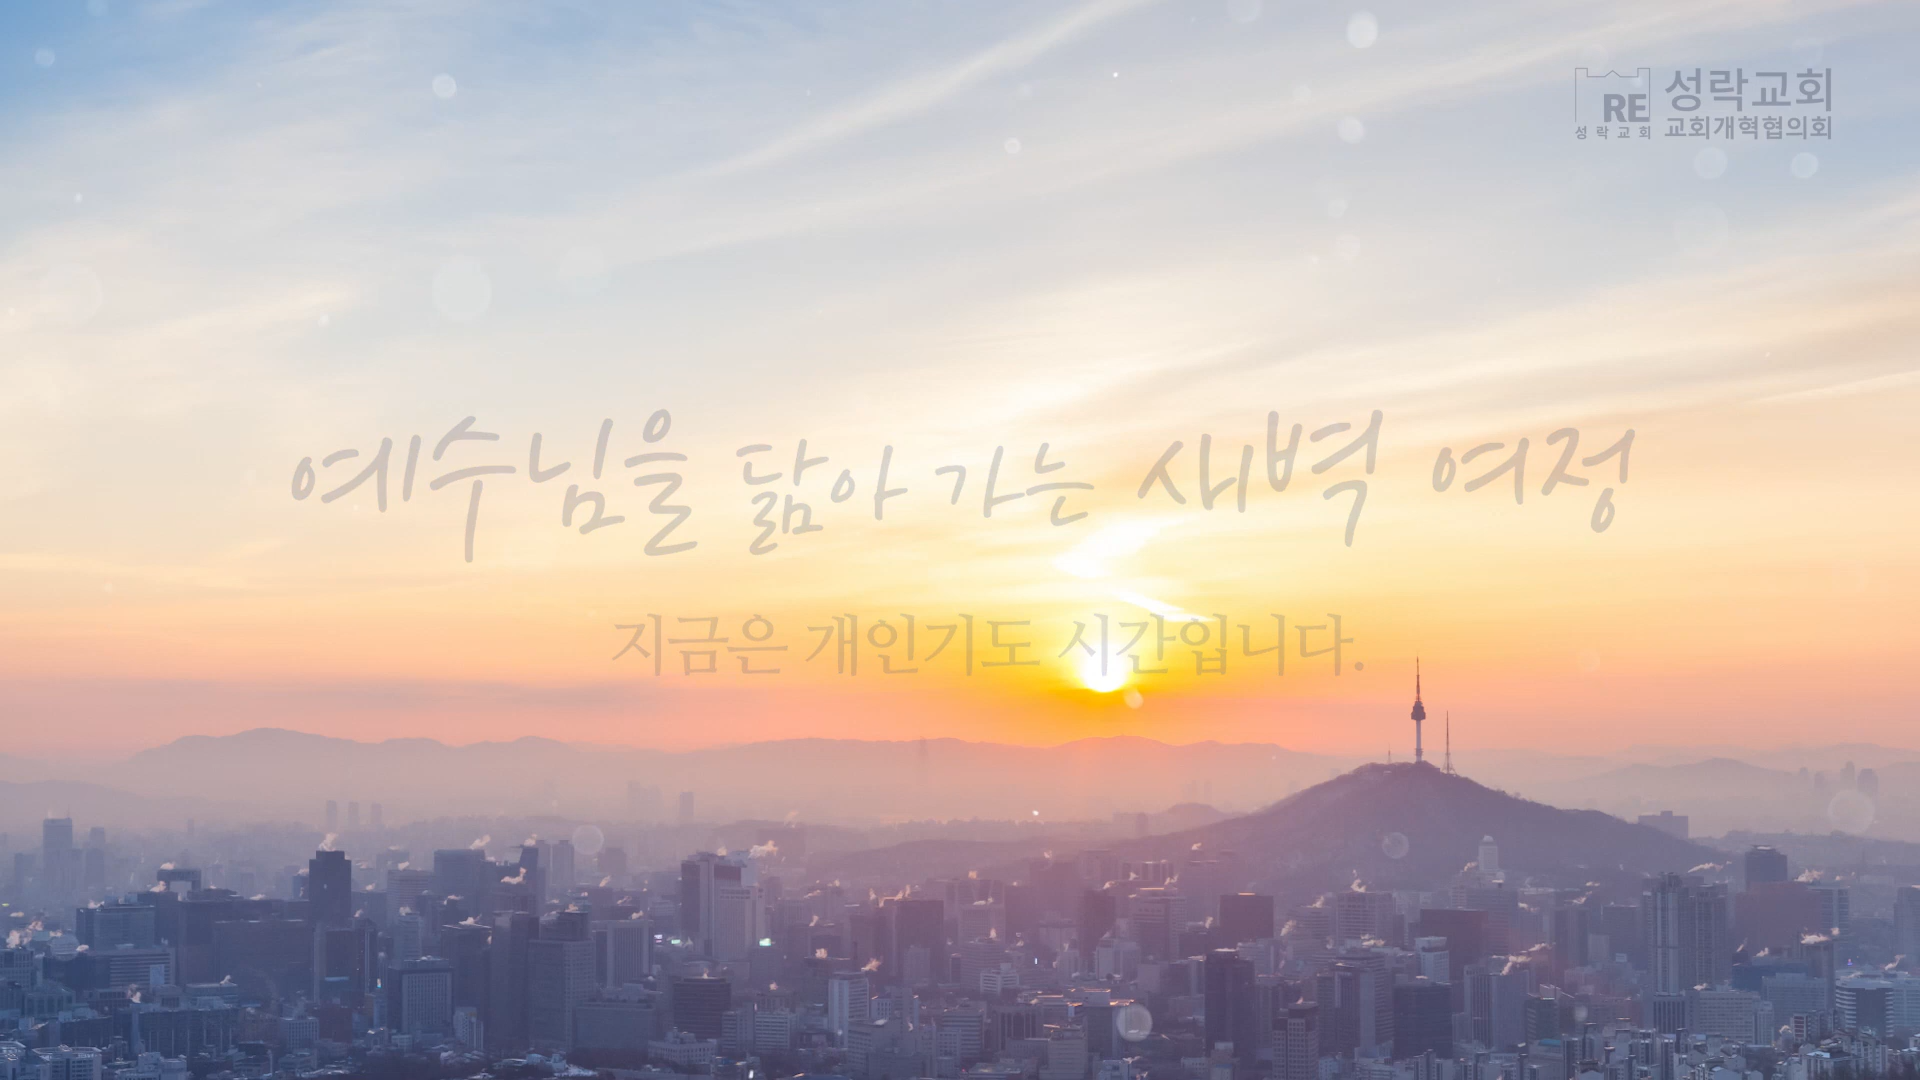 RE
성락교회
성락교회
교회개혁협의회
예수님을 닮아 가는 새벽 여정
지금은 개인기도 시간입니다.